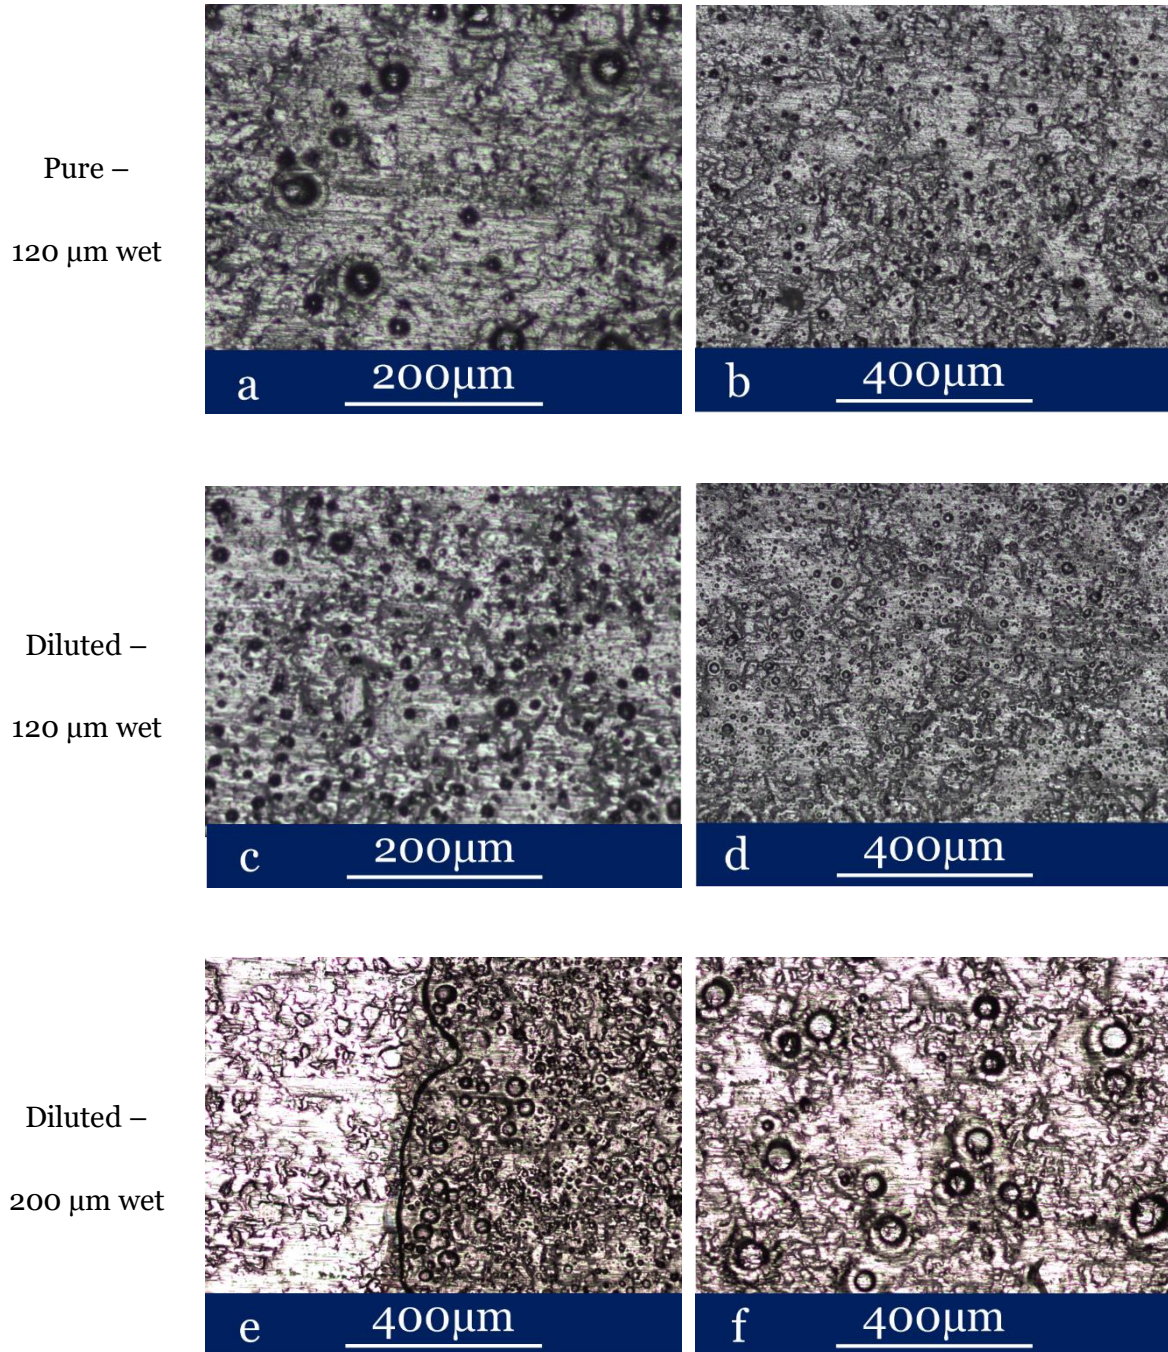 Pure –
120 µm wet
200µm
a
400µm
b
Diluted –
120 µm wet
200µm
c
400µm
d
Diluted –
200 µm wet
400µm
e
400µm
f